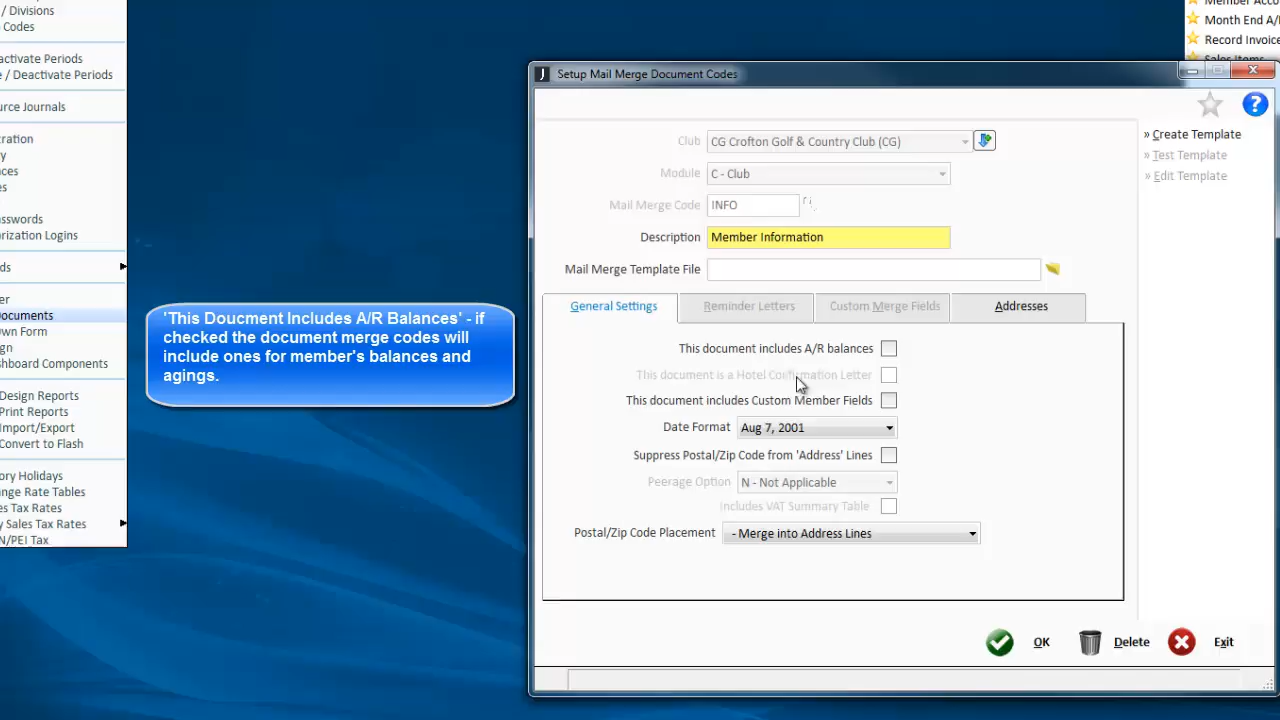 / Divisions
Codes
activate Periods
e / Deactivate Periods
urce Journals
tration
y
nces
es
asswords
rization Logins
ds
er
ocuments
wn Form
gn
shboard Components
Design Reports
Print Reports
Import/Export
Convert to Flash
ory Holidays
nge Rate Tables
es Tax Rates
y Sales Tax Rates
N/PEI Tax
'This Doucment Includes A/R Balances' - if
checked the document merge codes will
include ones for member's balances and
agings.
Month End A/
Record Invoice
Setup Mail Merge Document Codes
Club CG Crofton Golf & Country Club (CG)
Module C - Club
Mail Merge Code INFO
Description Member Information
Mail Merge Template File
General Settings Reminder Letters Custom Merge Fields Addresses
This document includes A/R balances
This document is a Hotel Confirmation Letter
This document includes Custom Member Fields
Date Format Aug 7, 2001
Suppress Postal/Zip Code from 'Address' Lines
Peerage Option N - Not Applicable
Includes VAT Summary Table
Postal/Zip Code Placement - Merge into Address Lines
» Create Template
» Test Template
» Edit Template
OK Delete Exit